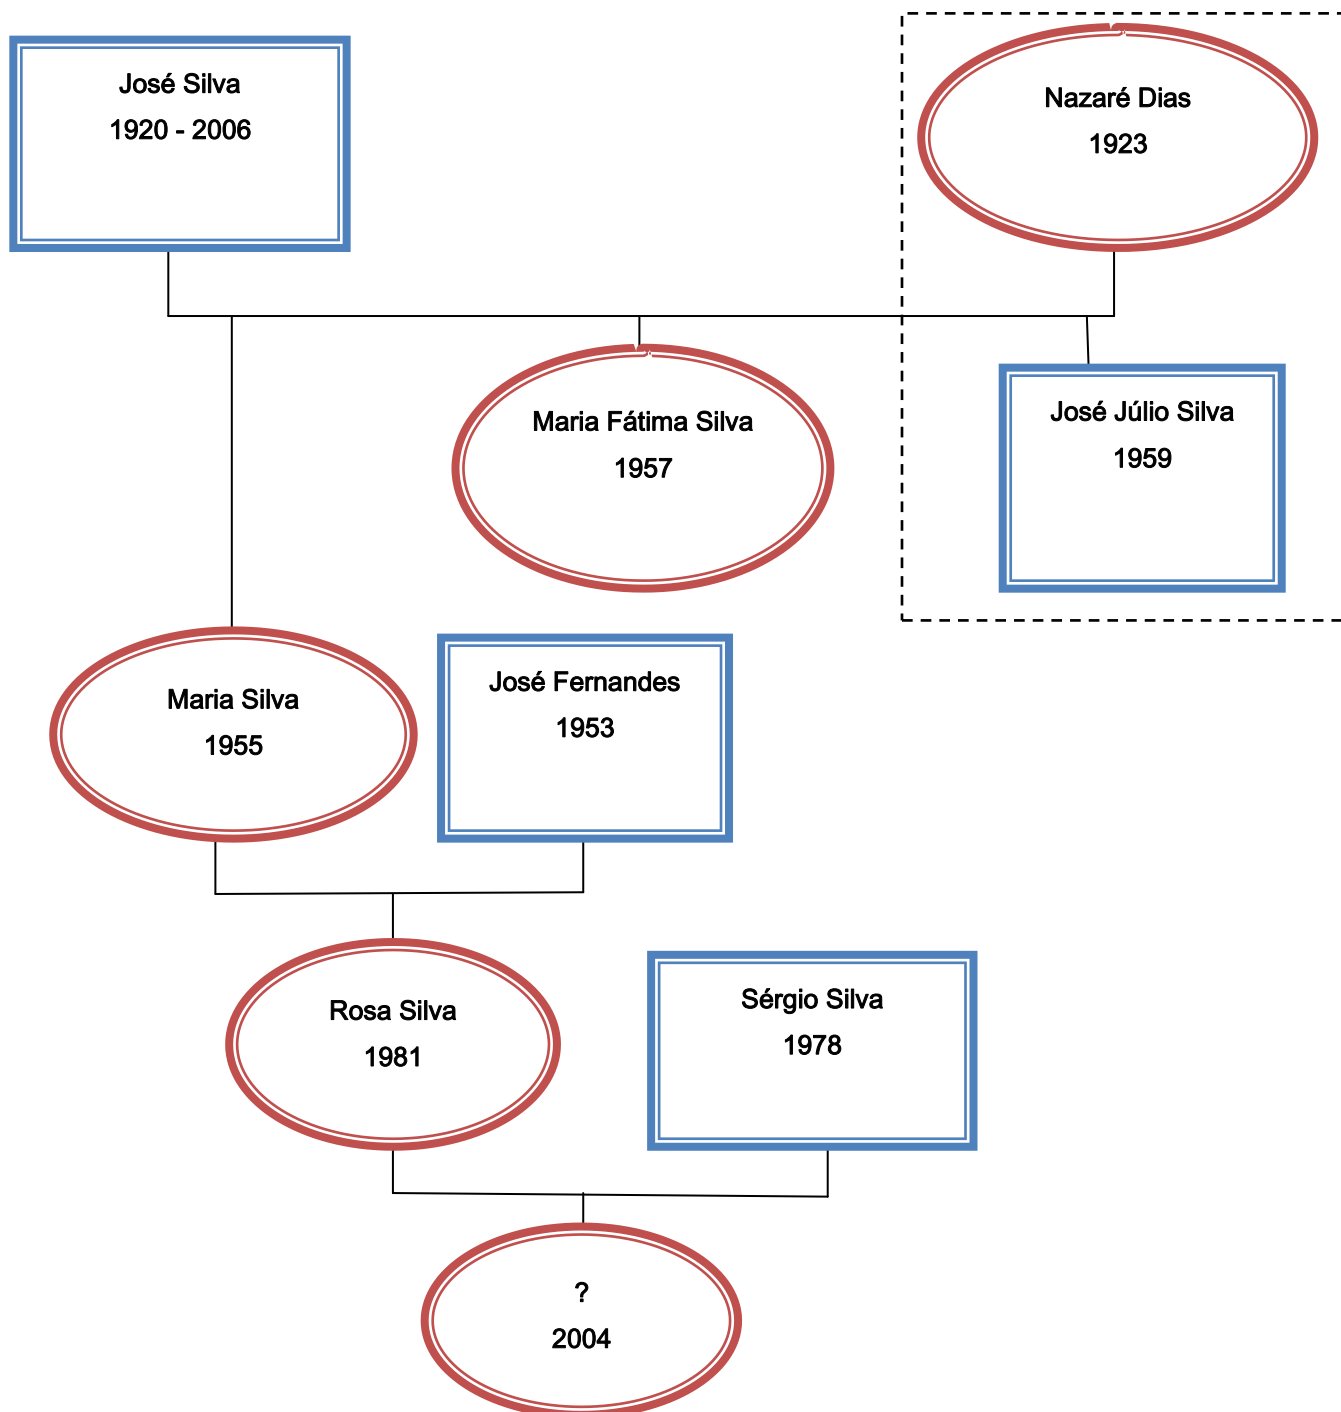 José Silva
1920 - 2006
Nazaré Dias
1923
Maria Fátima Silva
1957
José Júlio Silva
1959
Maria Silva
1955
José Fernandes
1953
Rosa Silva
1981
Sérgio Silva
1978
?
2004